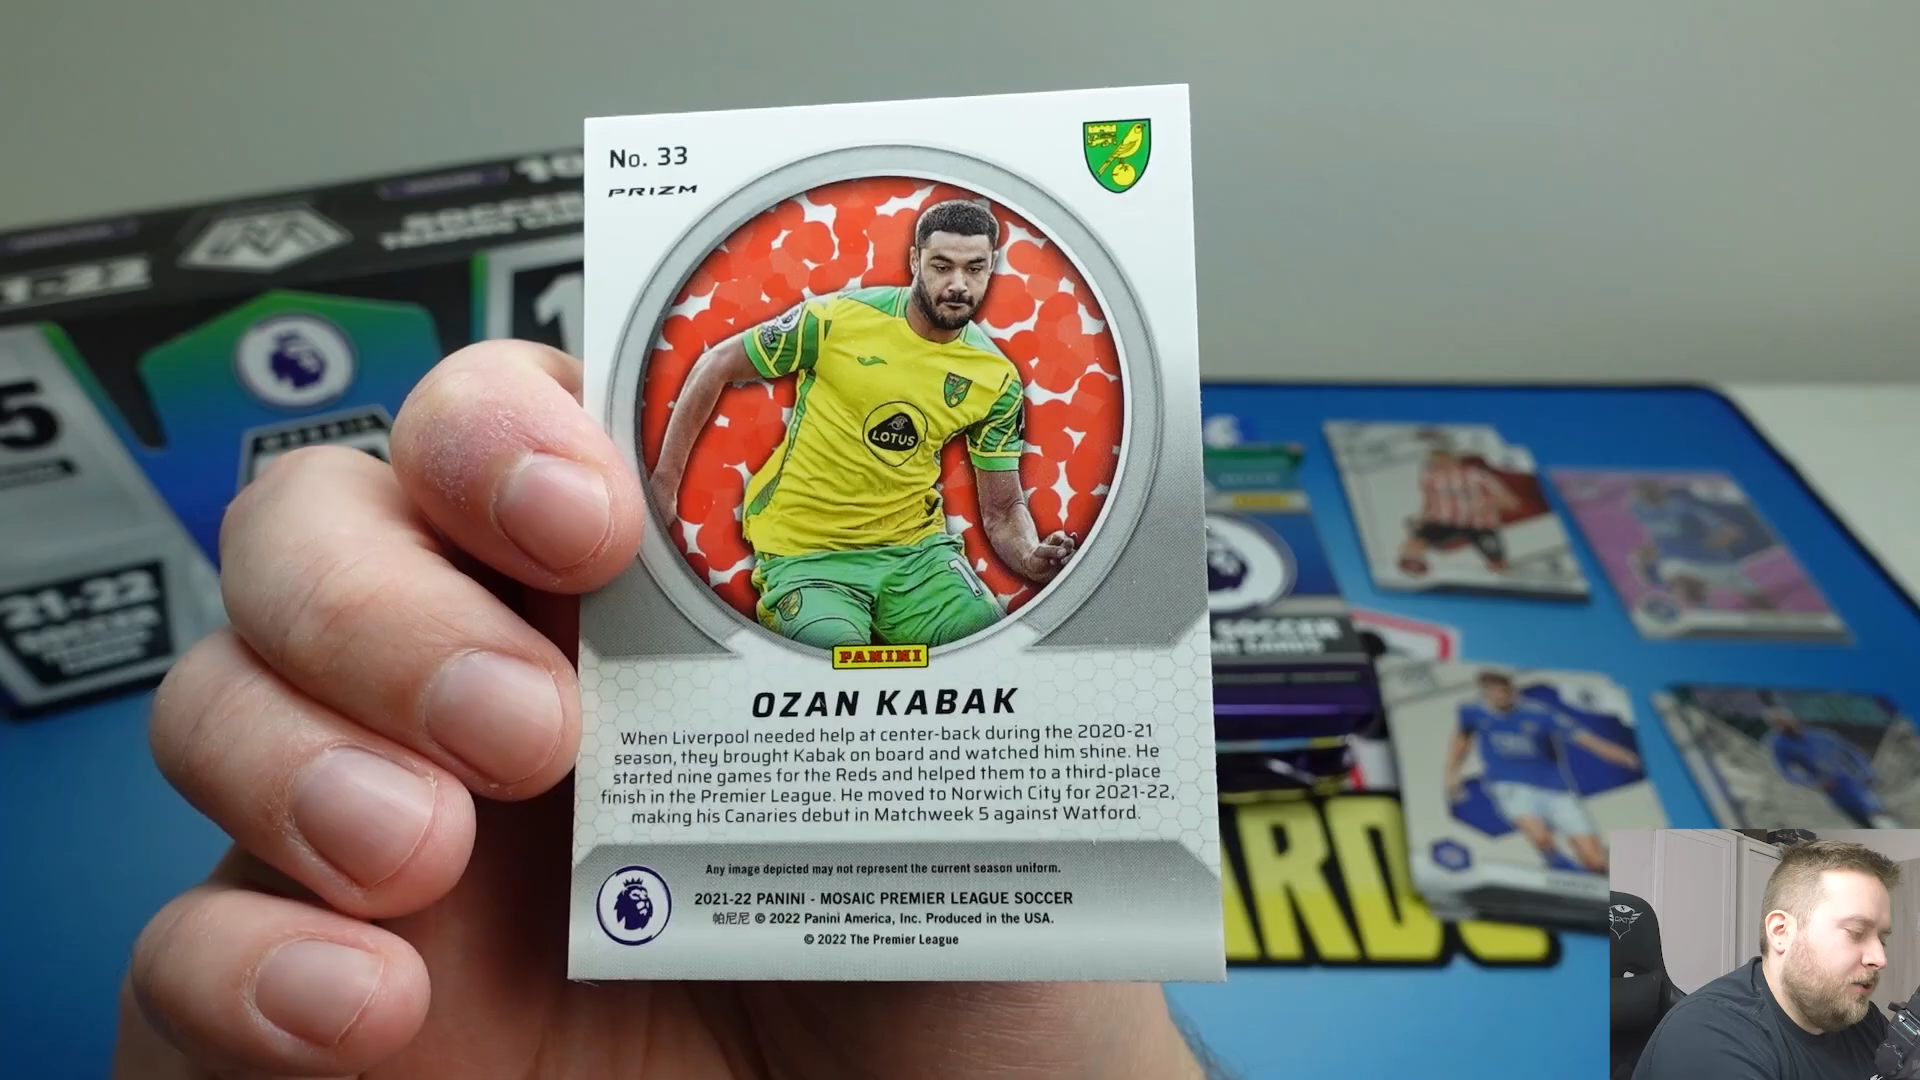 No. 33
PRIZM
LOTUS
PANINI
OZAN KABAK
When Liverpool needed help at center-back during the 2020-21
season, they brought Kabak on board and watched him shine. He
started nine games for the Reds and helped them to a third-place
finish in the Premier League. He moved to Norwich City for 2021-22,
making his Canaries debut in Matchweek 5 against Watford.
Any image depicted may not represent the current season uniform.
2021-22 PANINI - MOSAIC PREMIER LEAGUE SOCCER
帕尼尼 © 2022 Panini America, Inc. Produced in the USA.
© 2022 The Premier League
5
21-22
SOCCER